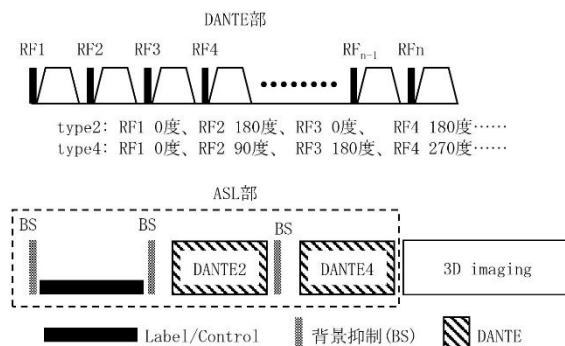 DANTE部
RF1 RF2 RF3 RF4 RFn-1 RFn
type2: RF1 0度、RF2 180度、RF3 0度、 RF4 180度……
type4: RF1 0度、RF2 90度、RF3 180度、RF4 270度……
ASL部
BS BS BS
DANTE2 DANTE4 3D imaging
Label/Control 背景抑制(BS) DANTE